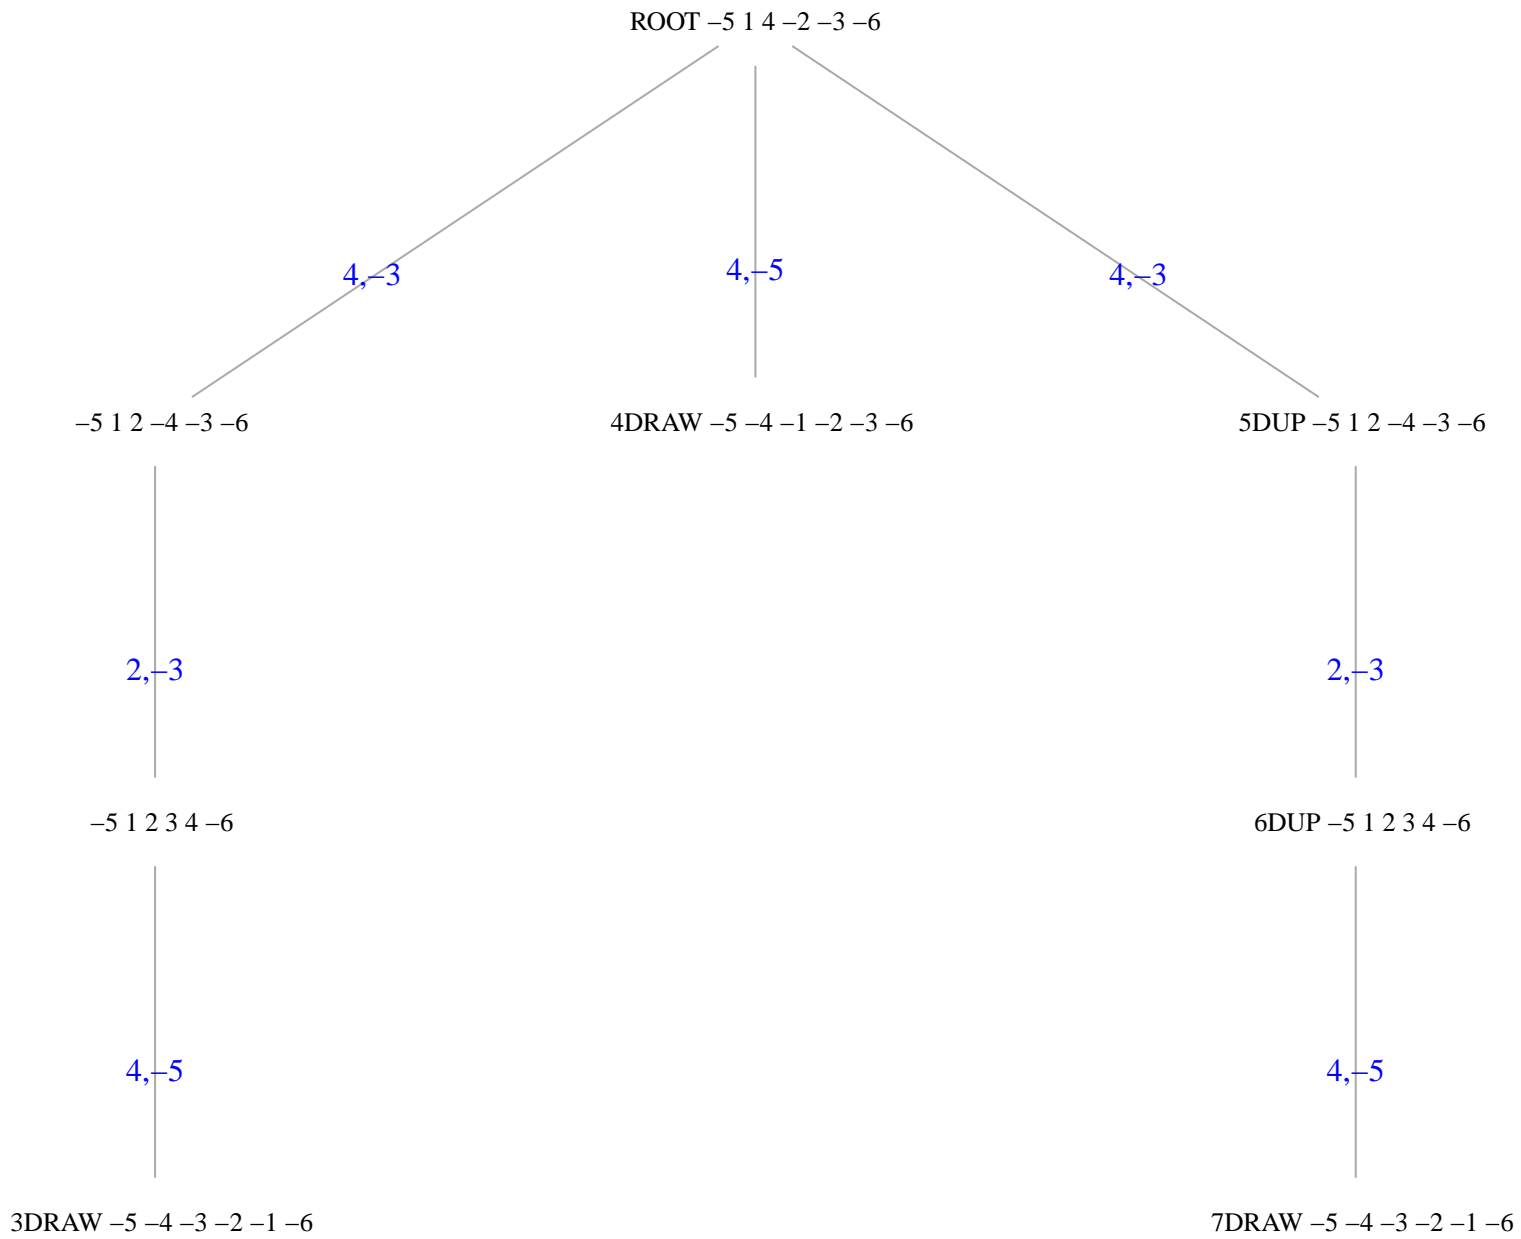 ROOT –5 1 4 –2 –3 –6
4,–3
4,–5
4,–3
–5 1 2 –4 –3 –6
4DRAW –5 –4 –1 –2 –3 –6
5DUP –5 1 2 –4 –3 –6
2,–3
2,–3
–5 1 2 3 4 –6
6DUP –5 1 2 3 4 –6
4,–5
4,–5
3DRAW –5 –4 –3 –2 –1 –6
7DRAW –5 –4 –3 –2 –1 –6